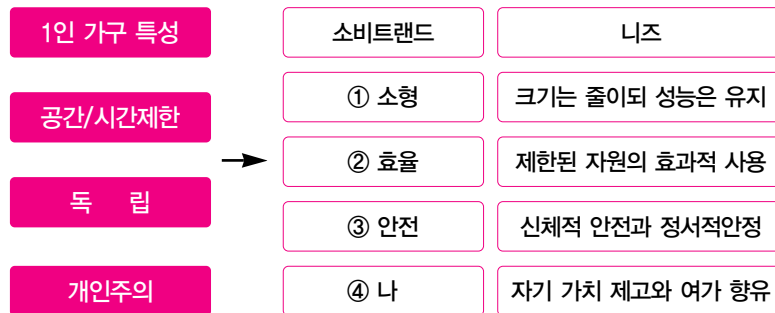 1인 가구 특성
공간/시간제한
독 립
개인주의
소비트랜드 니즈
① 소형 크기는 줄이되 성능은 유지
② 효율 제한된 자원의 효과적 사용
③ 안전 신체적 안전과 정서적안정
④ 나 자기 가치 제고와 여가 향유